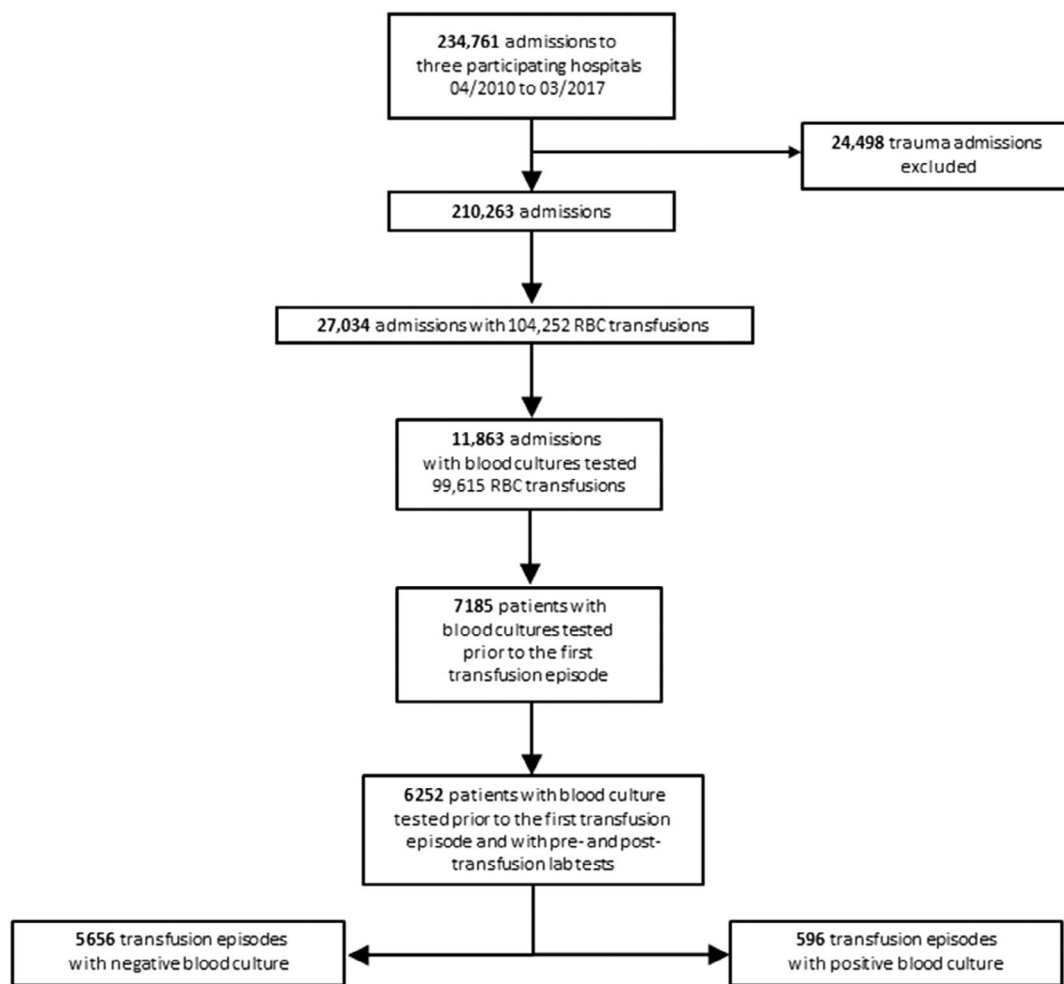 234,761 admissions to
three participating hospitals
04/2010 to 03/2017
24,498 trauma admissions
excluded
210,263 admissions
27,034 admissions with 104,252 RBC transfusions
11,863 admissions
with blood cultures tested
99,615 RBC transfusions
7185 patients with
blood cultures tested
prior to the first
transfusion episode
6252 patients with blood culture
tested prior to the first transfusion
episode and with pre- and post-
transfusion lab tests
5656 transfusion episodes
with negative blood culture
596 transfusion episodes
with positive blood culture